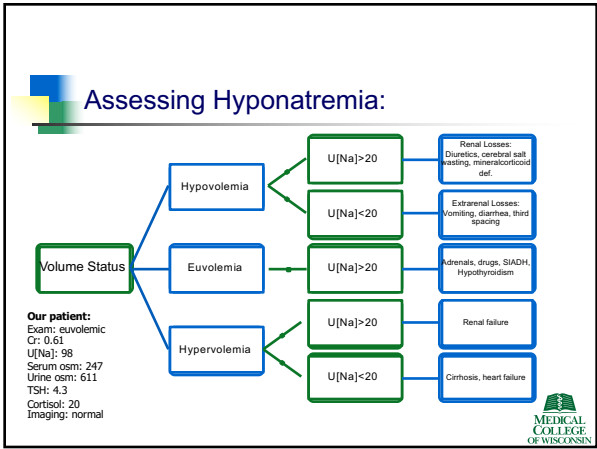 Assessing Hyponatremia:
Volume Status
Hypovolemia
Euvolemia
Hypervolemia
U[Na]>20
U[Na]<20
U[Na]>20
U[Na]>20
U[Na]<20
Renal Losses:
Diuretics, cerebral salt
wasting, mineralcorticoid
def.
Extrarenal Losses:
Vomiting, diarrhea, third
spacing
Adrenals, drugs, SIADH,
Hypothyroidism
Renal failure
Cirrhosis, heart failure
Our patient:
Exam: euvolemic
Cr: 0.61
U[Na]: 98
Serum osm: 247
Urine osm: 611
TSH: 4.3
Cortisol: 20
Imaging: normal
MEDICAL
COLLEGE
OF WISCONSIN